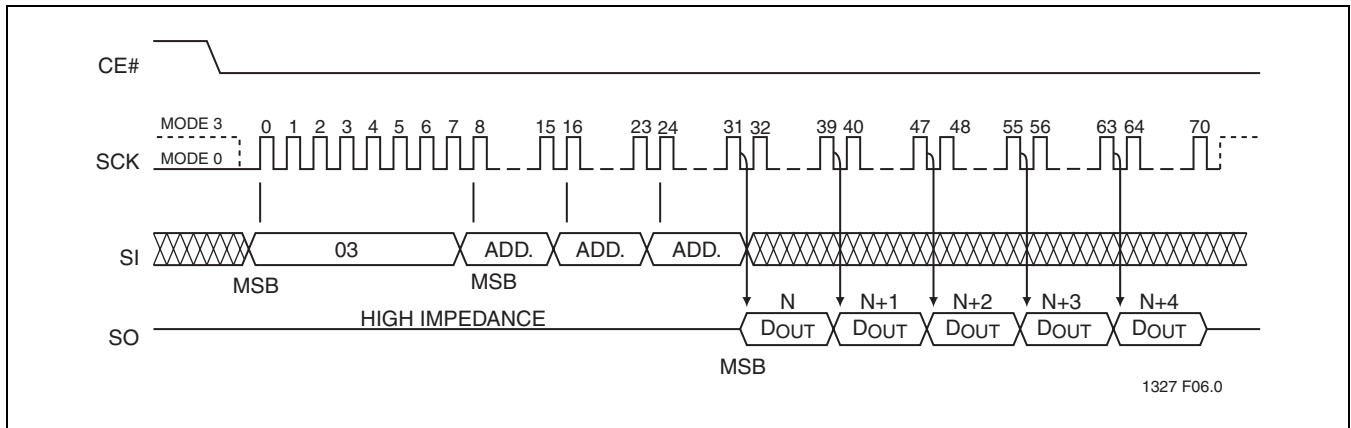 CE#
MODE 3
0 1 2 3 4 5 6 7 8 15 16 23 24 31 32 39 40 47 48 55 56 63 64 70
SCK MODE 0
SI 03 ADD. ADD. ADD.
MSB MSB
HIGH IMPEDANCE N N+1 N+2 N+3 N+4
SO DOUT DOUT DOUT DOUT DOUT
MSB
1327 F06.0